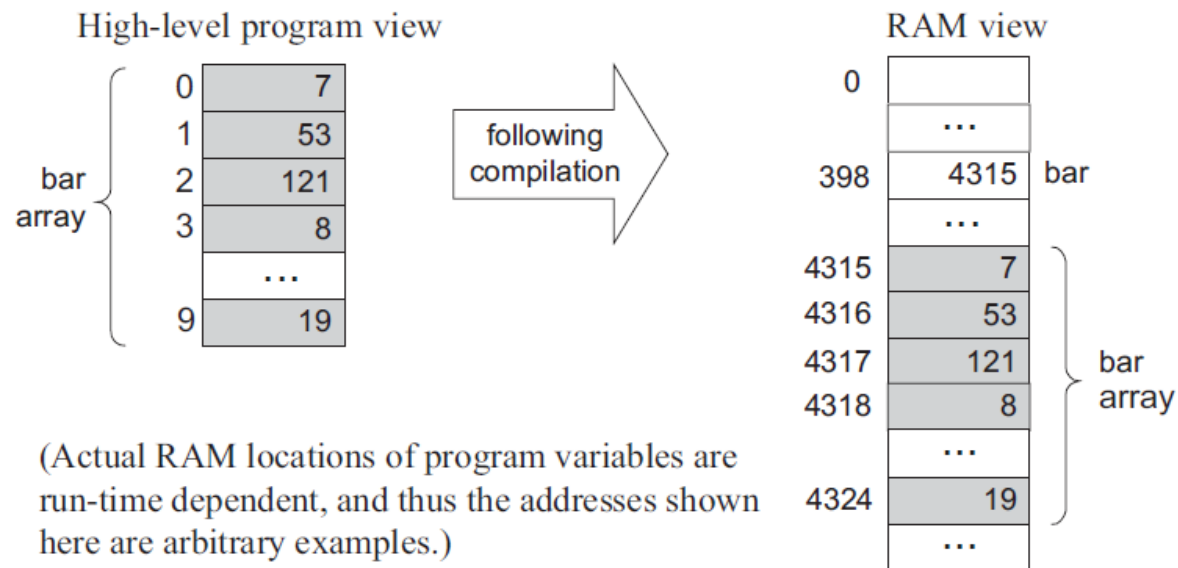 High-level program view
0 7
1 53
bar array
2 121
3 8
...
9 19
following
compilation
RAM view
0
...
398 4315 bar
...
4315 7
4316 53
4317 121
bar
array
4318 8
...
4324 19
...
(Actual RAM locations of program variables are
run-time dependent, and thus the addresses shown
here are arbitrary examples.)